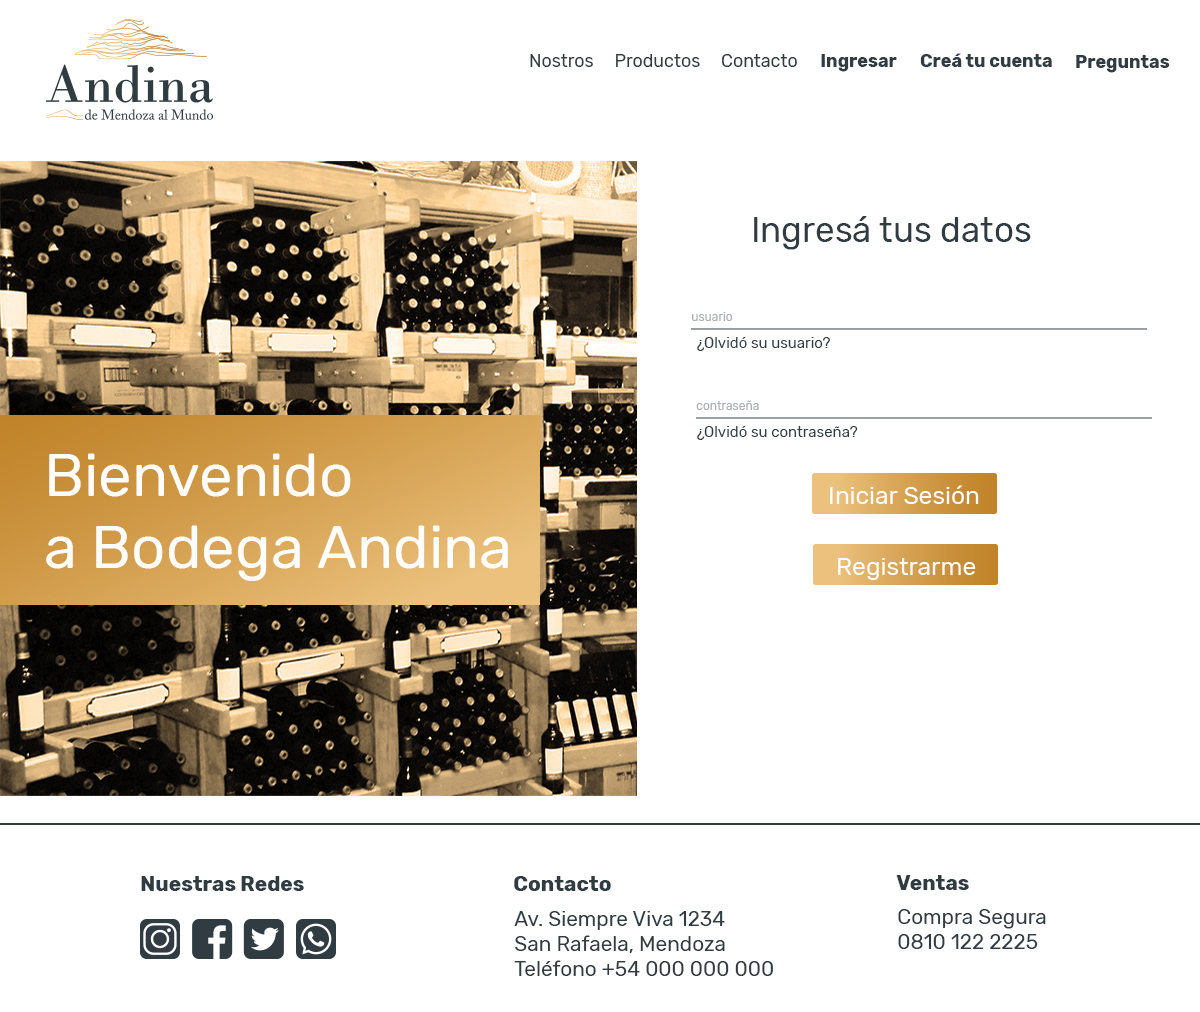 Andina
de Mendoza al Mundo
Nostros
Productos
Contacto
Ingresar
Creá tu cuenta
Preguntas
Bienvenido
a Bodega Andina
Ingresá tus datos
usuario
¿Olvidó su usuario?
contraseña
¿Olvidó su contraseña?
Iniciar Sesión
Registrarme
Nuestras Redes
Contacto
Av. Siempre Viva 1234
San Rafaela, Mendoza
Teléfono +54 000 000 000
Ventas
Compra Segura
0810 122 2225